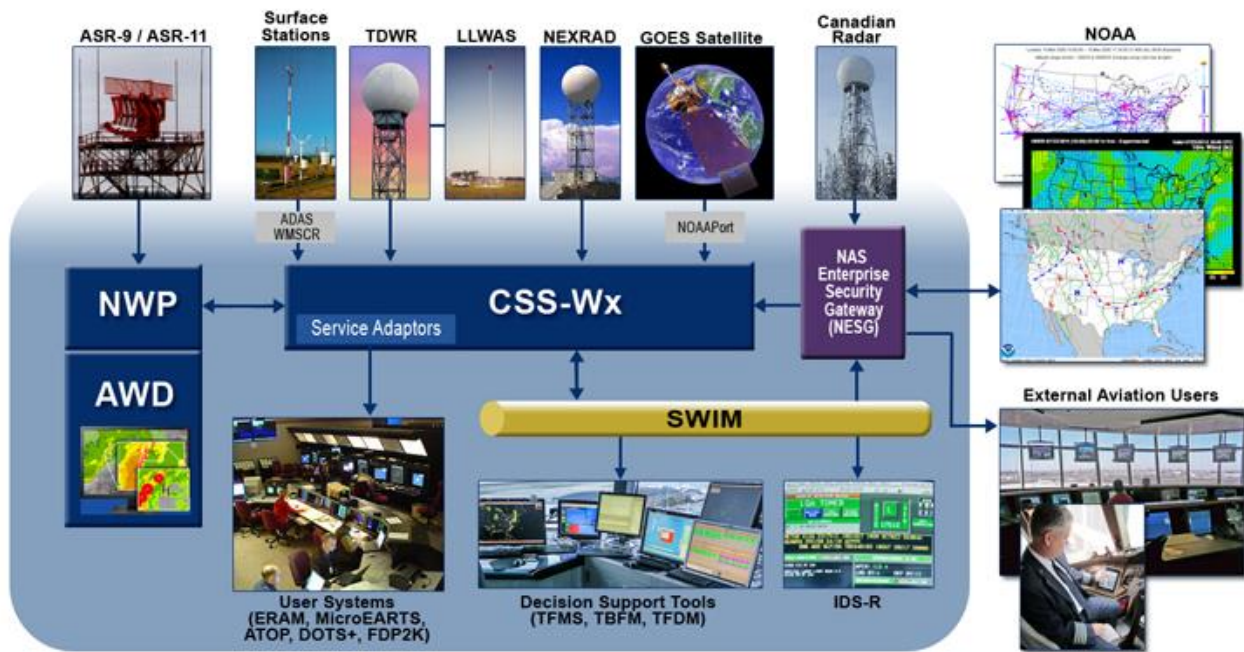 ASR-9 / ASR-11
Surface
Stations
TDWR
LLWAS
NEXRAD
GOES Satellite
Canadian
Radar
NOAA
ADAS
WMSCR
NOAAPort
NWP
CSS-Wx
Service Adaptors
NAS
Enterprise
Security
Gateway
(NESG)
AWD
SWIM
External Aviation Users
User Systems
(ERAM, MicroEARTS,
ATOP, DOTS+, FDP2K)
Decision Support Tools
(TFMS, TBFM, TFDM)
IDS-R